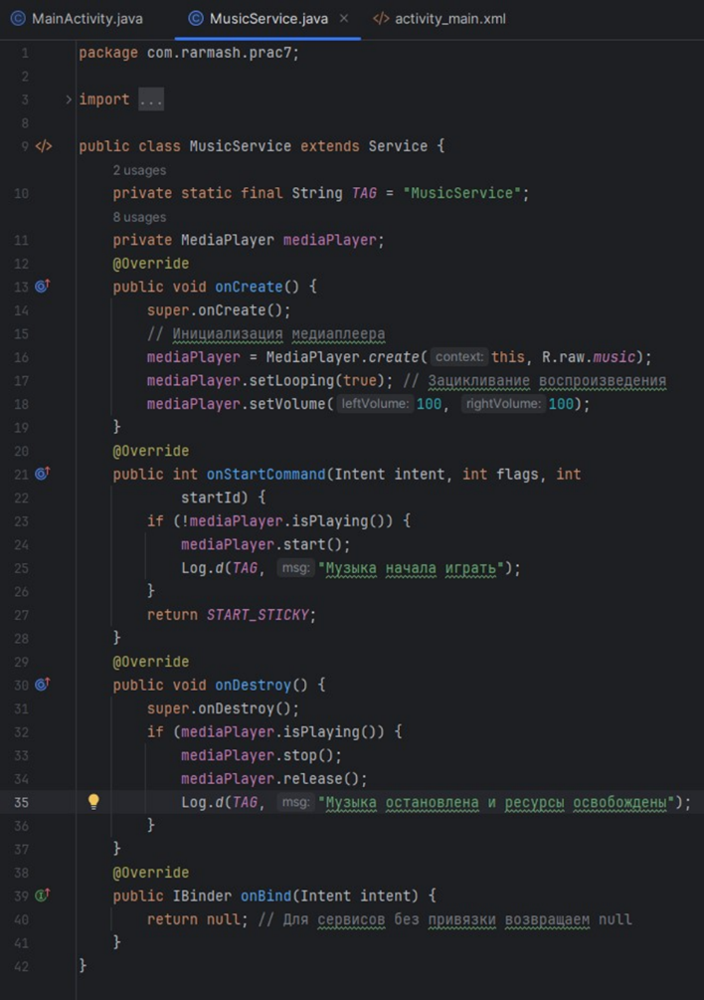 MainActivity.java MusicService.java × </> activity_main.xml
1 package com.rarmash.prac7;
2
3 > import ...
8
9 </> public class MusicService extends Service {
2 usages
10 private static final String TAG = "MusicService";
8 usages
11 private MediaPlayer mediaPlayer;
12 @Override
13 public void onCreate() {
14 super.onCreate();
15 // Инициализация медиаплеера
16 mediaPlayer = MediaPlayer.create( context: this, R.raw.music);
17 mediaPlayer.setLooping(true); // Зацикливание воспроизведения
18 mediaPlayer.setVolume( leftVolume: 100, rightVolume: 100);
19 }
20 @Override
21 public int onStartCommand(Intent intent, int flags, int
22 startId) {
23 if (!mediaPlayer.isPlaying()) {
24 mediaPlayer.start();
25 Log.d(TAG, msg: "Музыка начала играть");
26 }
27 return START_STICKY;
28 }
29 @Override
30 public void onDestroy() {
31 super.onDestroy();
32 if (mediaPlayer.isPlaying()) {
33 mediaPlayer.stop();
34 mediaPlayer.release();
35 Log.d(TAG, msg: "Музыка остановлена и ресурсы освобождены");
36 }
37 }
38 @Override
39 public IBinder onBind(Intent intent) {
40 return null; // Для сервисов без привязки возвращаем null
41 }
42 }